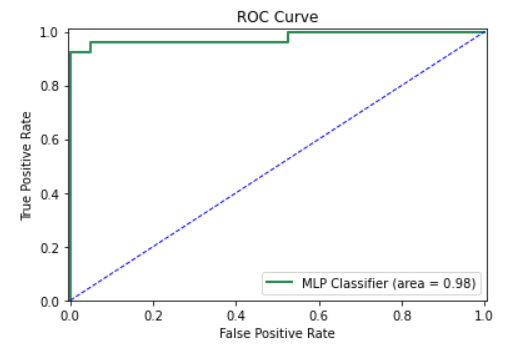 ROC Curve
1.0
0.8
0.6
0.4
0.2
0.0
True Positive Rate
MLP Classifier (area = 0.98)
0.0 0.2 0.4 0.6 0.8 1.0
False Positive Rate